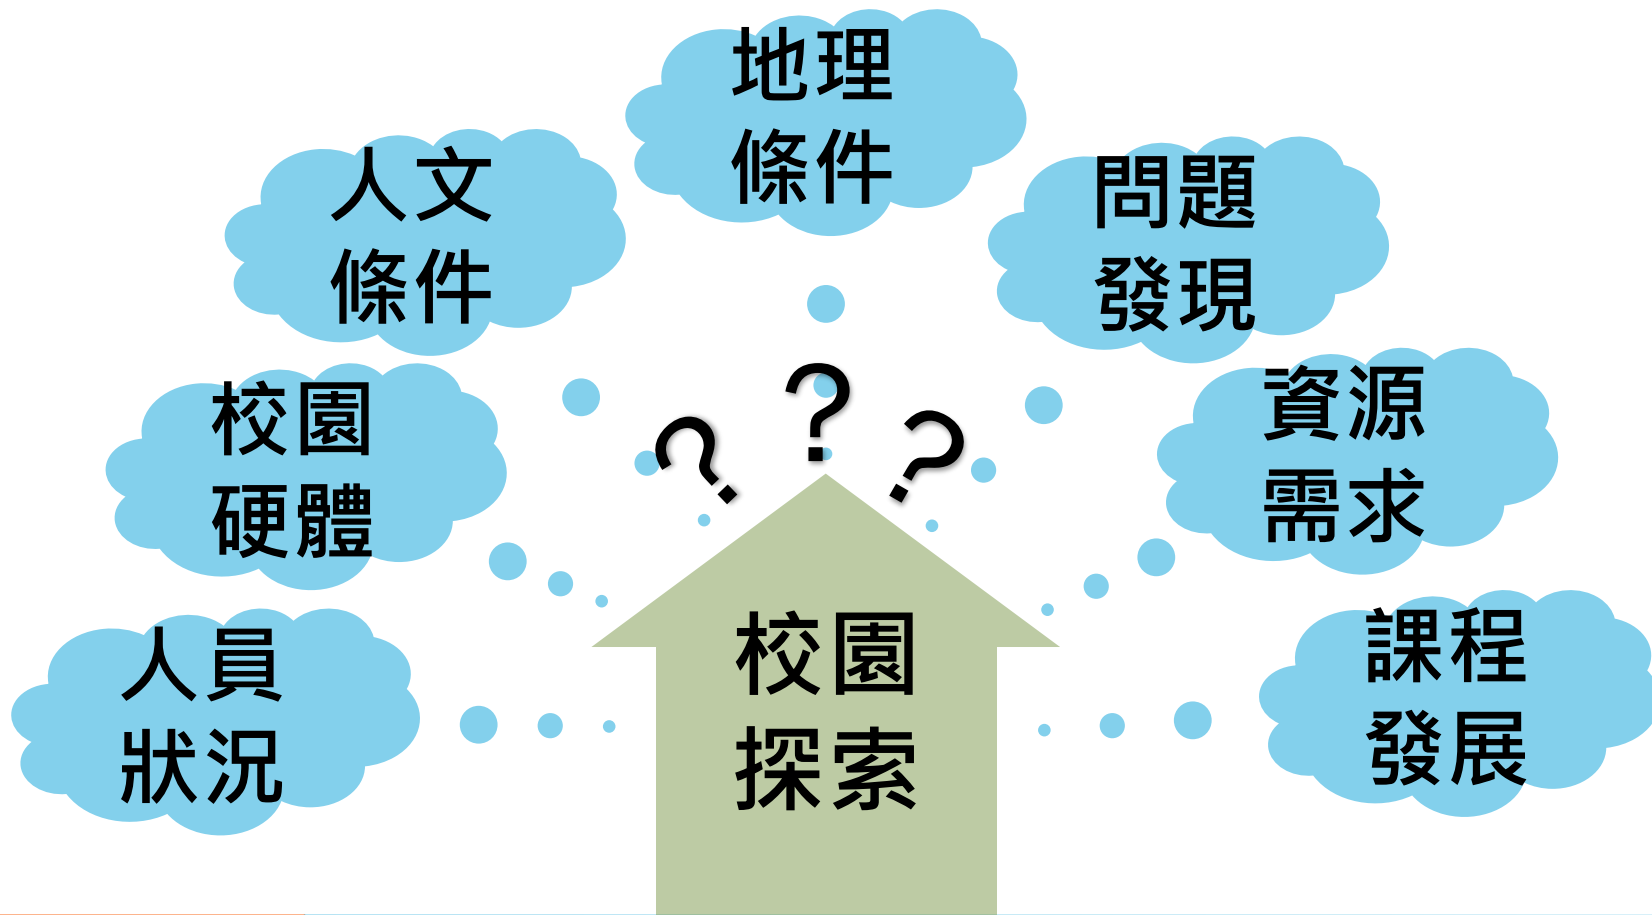 地理
條件
人文
條件
問題
發現
校園
硬體
資源
需求
人員
狀況
課程
發展
？
？
？
校園
探索